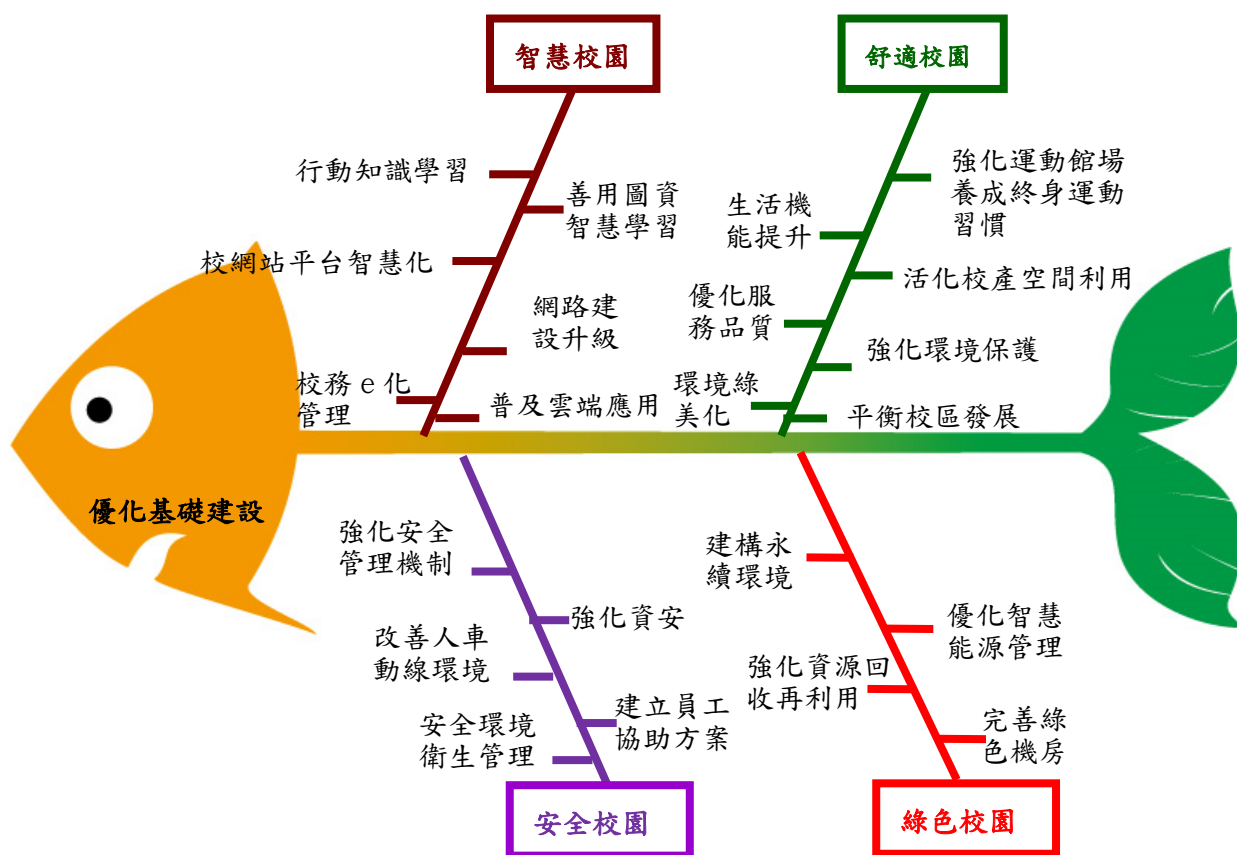 智慧校園
舒適校園
行動知識學習
善用圖資
智慧學習
校網站平台智慧化
網路建
設升級
校務e化
管理
普及雲端應用
強化運動館場
養成終身運動
習慣
生活機
能提升
活化校產空間利用
優化服
務品質
強化環境保護
環境綠
美化
平衡校區發展
優化基礎建設
強化安全
管理機制
強化資安
改善人車
動線環境
建立員工
協助方案
安全環境
衛生管理
建構永
續環境
優化智慧
能源管理
強化資源回
收再利用
完善綠
色機房
安全校園
綠色校園